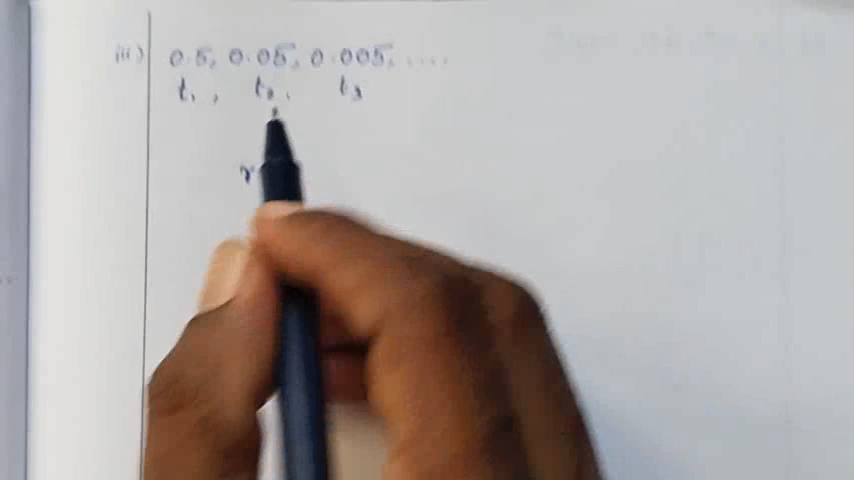 iii) 0.5, 0.05, 0.005, ....
t₁, t₂. t₃
r